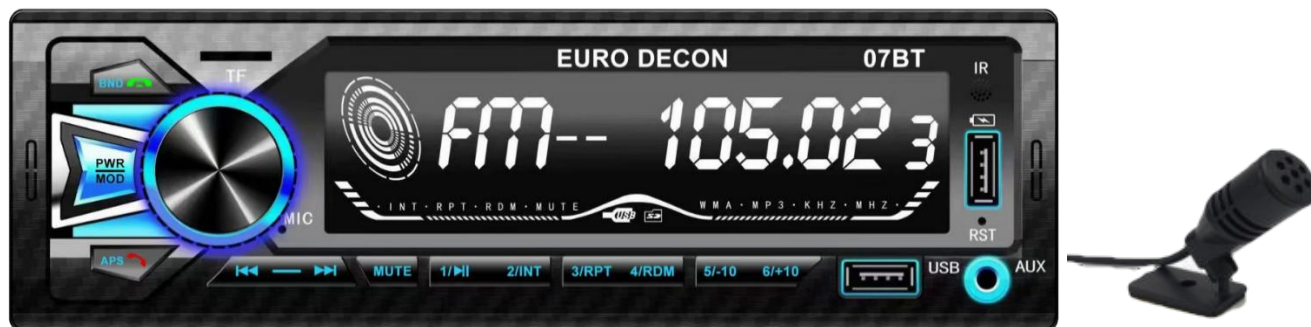 EURO DECON 07BT
IR
BND
TF
FM-- 105.02 3
PWR
MOD
INT · RPT · RDM · MUTE
USB
WMA · MP3 · KHZ · MHZ
MIC
RST
APS
MUTE
1/
2/INT
3/RPT
4/RDM
5/-10
6/+10
USB
AUX